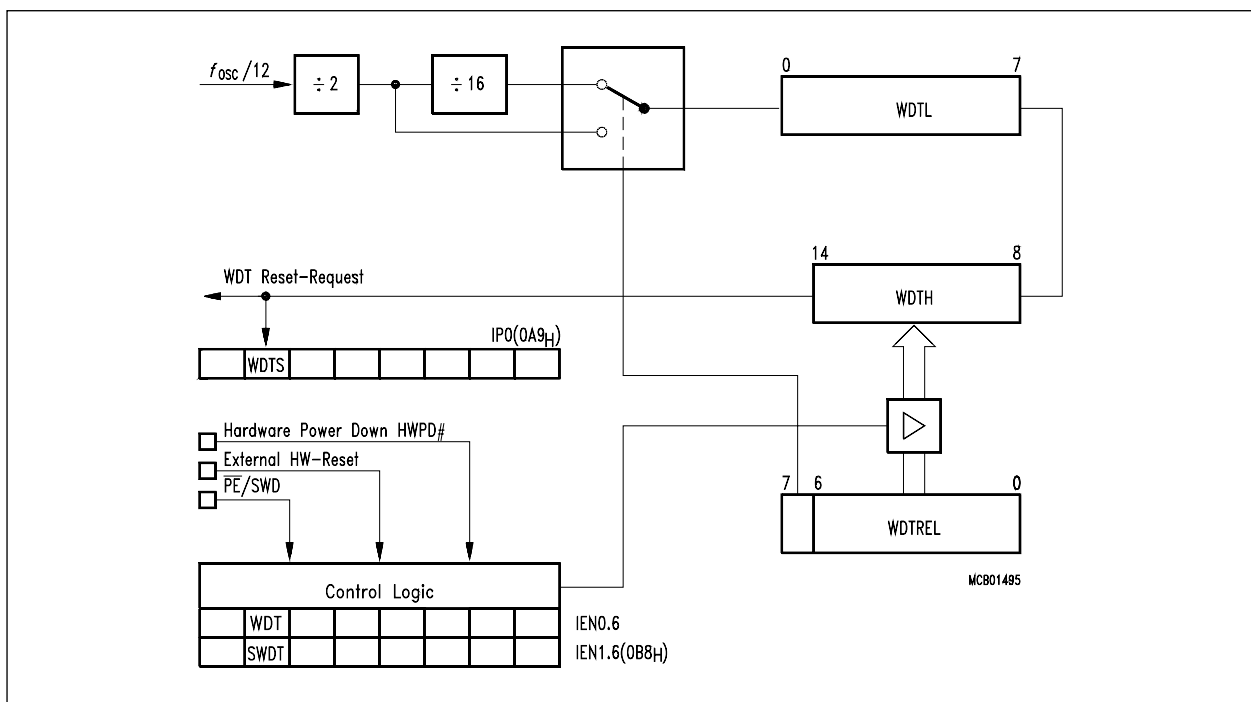 fosc/12
÷2
÷16
0 7
WDTL
14 8
WDTH
WDT Reset-Request
IP0(0A9H)
WDTS
Hardware Power Down HWPD#
External HW-Reset
PE/SWD
7 6 0
WDTREL
MCB01495
Control Logic
WDT IEN0.6
SWDT IEN1.6(0B8H)